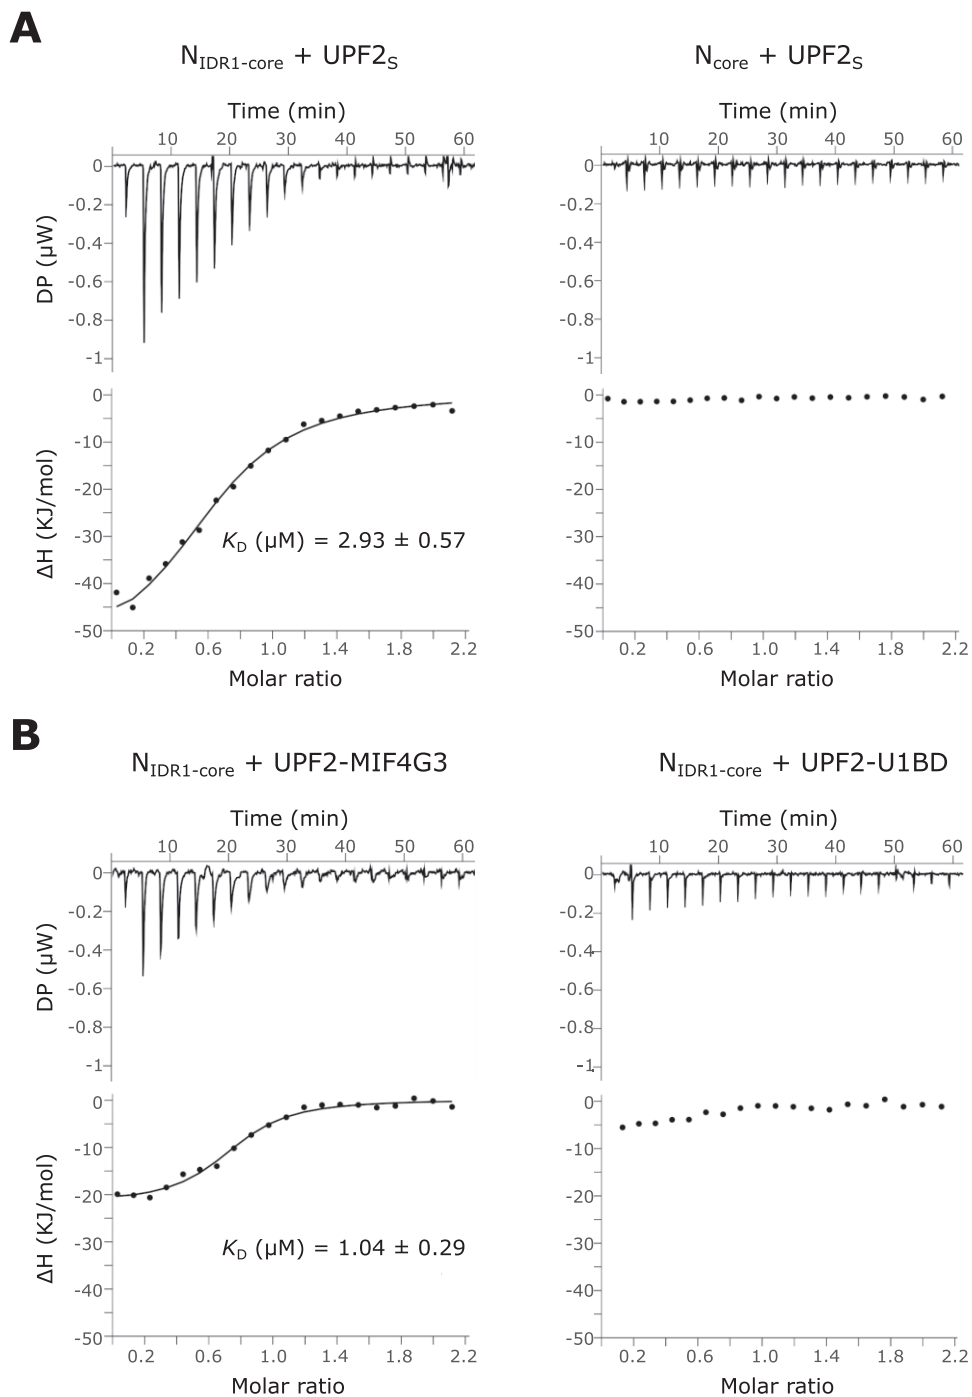 A
N_IDR1-core + UPF2_S
Time (min)
10 20 30 40 50 60
0
-0.2
-0.4
-0.6
-0.8
-1
DP (µW)
0
-10
-20
-30
-40
-50
ΔH (KJ/mol)
K_D (µM) = 2.93 ± 0.57
0.2 0.6 1.0 1.4 1.8 2.2
Molar ratio
N_core + UPF2_S
Time (min)
10 20 30 40 50 60
0
-0.2
-0.4
-0.6
-0.8
-1
0
-10
-20
-30
-40
-50
0.2 0.6 1.0 1.4 1.8 2.2
Molar ratio
B
N_IDR1-core + UPF2-MIF4G3
Time (min)
10 20 30 40 50 60
0
-0.2
-0.4
-0.6
-0.8
-1
DP (µW)
0
-10
-20
-30
-40
-50
ΔH (KJ/mol)
K_D (µM) = 1.04 ± 0.29
0.2 0.6 1.0 1.4 1.8 2.2
Molar ratio
N_IDR1-core + UPF2-U1BD
Time (min)
10 20 30 40 50 60
0
-0.2
-0.4
-0.6
-0.8
-1
0
-10
-20
-30
-40
-50
0.2 0.6 1.0 1.4 1.8 2.2
Molar ratio